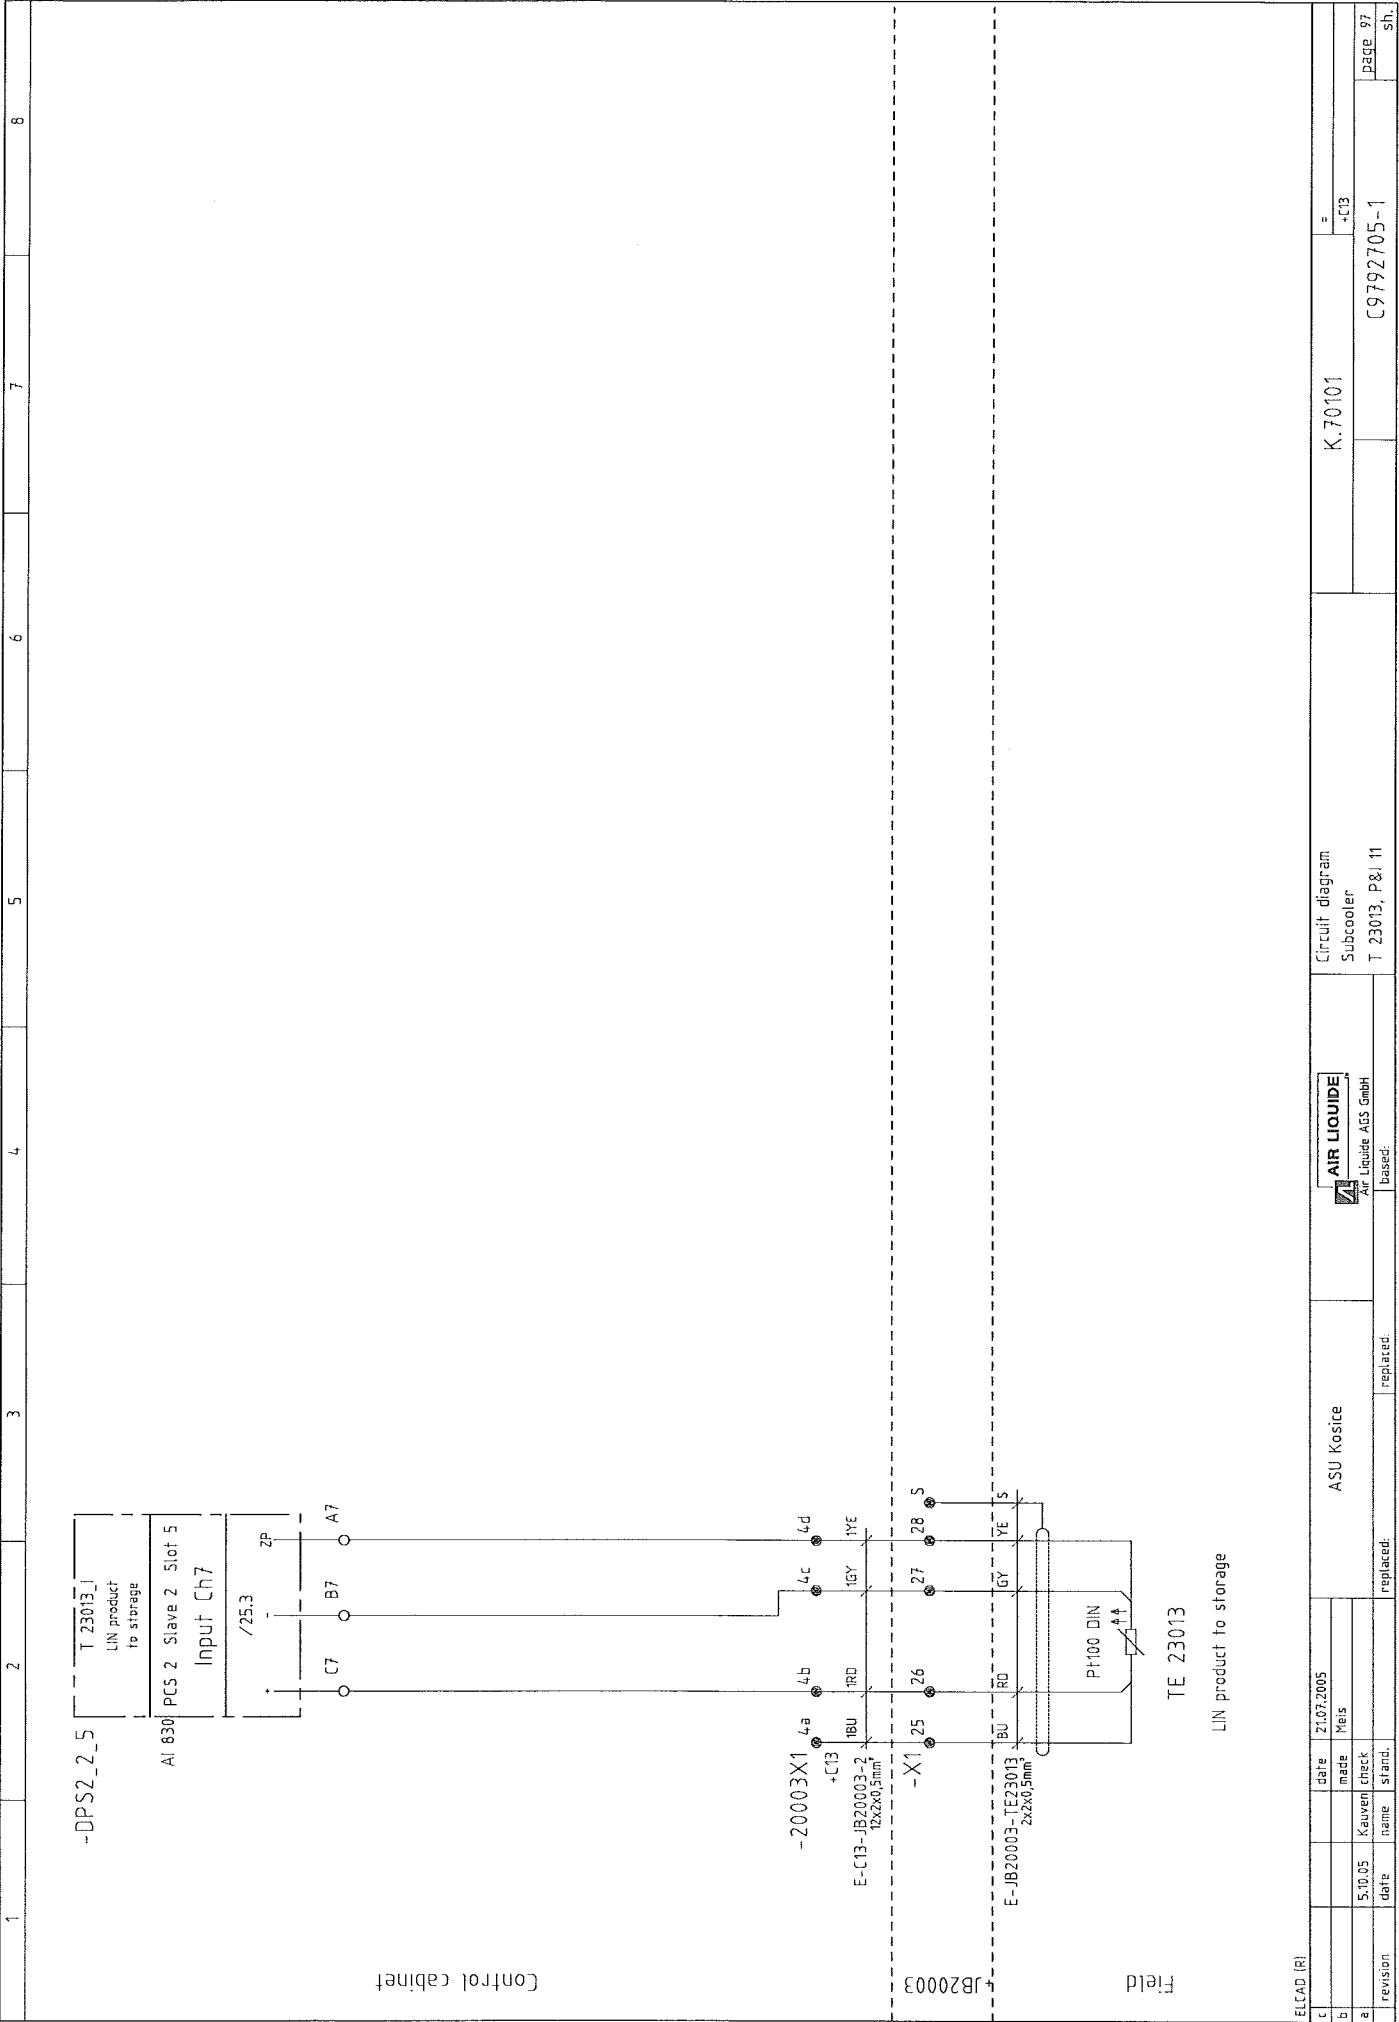 1 2 3 4 5 6 7 8
-DPS2_2_5
T 23013_I
LIN product
to storage
AI 830 PCS 2 Slave 2 Slot 5
Input Ch7
/25.3
+ - ZP
C7 B7 A7
Control cabinet
-20003X1 4a 4b 4c 4d
+C13
1BU 1RD 1GY 1YE
E-C13-JB20003-2
12x2x0,5mm²
+JB20003
-X1 25 26 27 28 S
BU RD GY YE S
E-JB20003-TE23013
2x2x0,5mm²
Field
Pt100 DIN
TE 23013
LIN product to storage
ELCAD (R)
c
b
a 5.10.05 Kauven
revision date name
date 21.07.2005
made Meis
check
stand.
ASU Kosice
replaced:
replaced:
AIR LIQUIDE
Air Liquide AGS GmbH
based:
Circuit diagram
Subcooler
T 23013, P&I 11
K.70101
=
+C13
C9792705-1
page 97
sh.